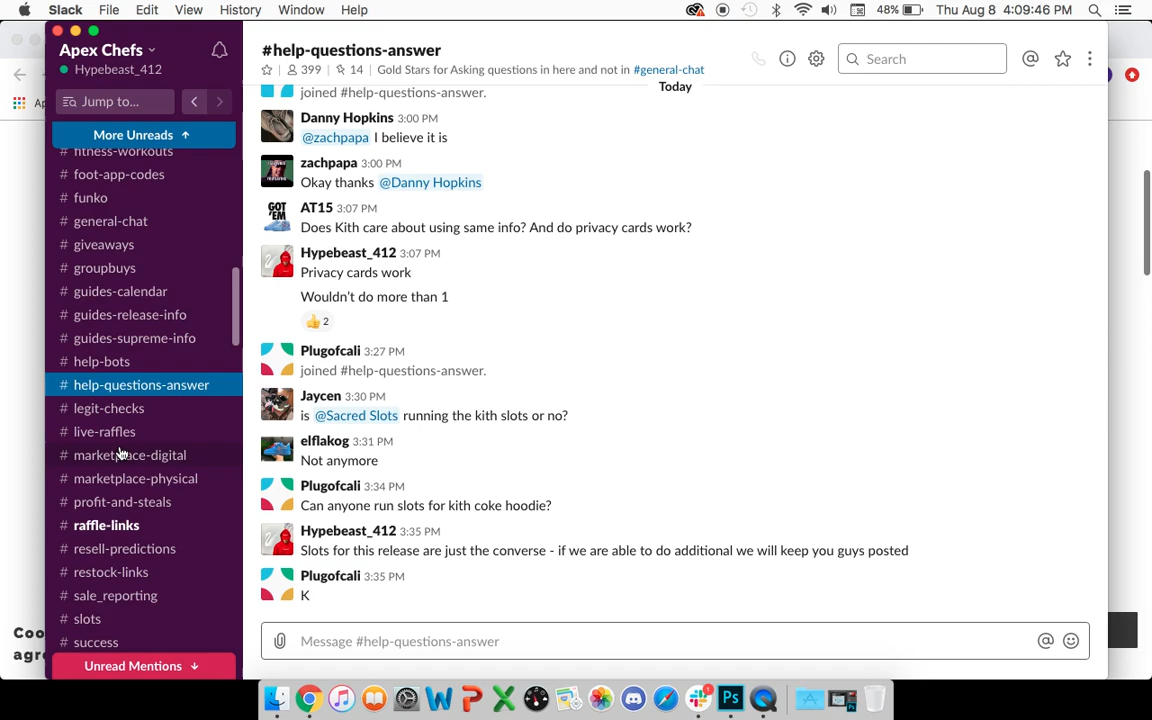 Slack File Edit View History Window Help 48% Thu Aug 8 4:09:46 PM
Apex Chefs
Hypebeast_412
Jump to...
More Unreads ↑
# fitness-workouts
# foot-app-codes
# funko
# general-chat
# giveaways
# groupbuys
# guides-calendar
# guides-release-info
# guides-supreme-info
# help-bots
# help-questions-answer
# legit-checks
# live-raffles
# marketplace-digital
# marketplace-physical
# profit-and-steals
# raffle-links
# resell-predictions
# restock-links
# sale_reporting
# slots
# success
Unread Mentions ↓
#help-questions-answer
399 | 14 | Gold Stars for Asking questions in here and not in #general-chat
Search
Today
joined #help-questions-answer.
Danny Hopkins 3:00 PM
@zachpapa I believe it is
zachpapa 3:00 PM
Okay thanks @Danny Hopkins
GOT 'EM
AT15 3:07 PM
Does Kith care about using same info? And do privacy cards work?
Hypebeast_412 3:07 PM
Privacy cards work
Wouldn't do more than 1
2
Plugofcali 3:27 PM
joined #help-questions-answer.
Jaycen 3:30 PM
is @Sacred Slots running the kith slots or no?
elflakog 3:31 PM
Not anymore
Plugofcali 3:34 PM
Can anyone run slots for kith coke hoodie?
Hypebeast_412 3:35 PM
Slots for this release are just the converse - if we are able to do additional we will keep you guys posted
Plugofcali 3:35 PM
K
Message #help-questions-answer
Coo
agr
Ps